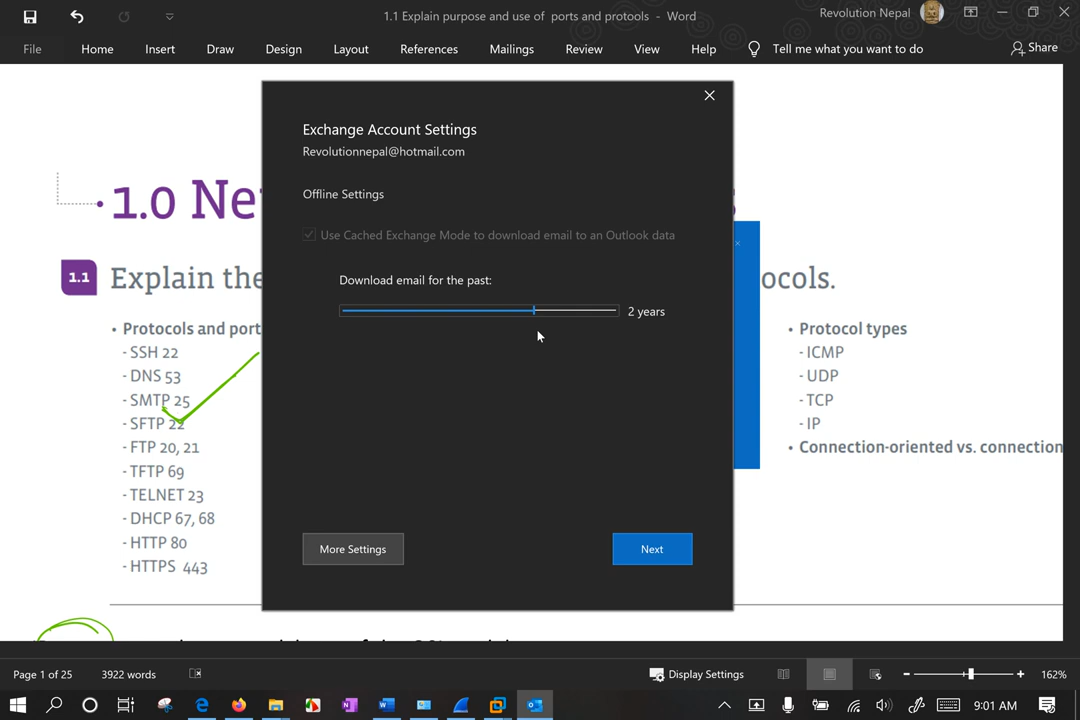 1.1 Explain purpose and use of ports and protools - Word
Revolution Nepal
File Home Insert Draw Design Layout References Mailings Review View Help Tell me what you want to do Share
Exchange Account Settings
Revolutionnepal@hotmail.com
Offline Settings
Use Cached Exchange Mode to download email to an Outlook data
Download email for the past:
2 years
More Settings
Next
1.0 Ne
1.1 Explain the
ocols.
• Protocols and port
- SSH 22
- DNS 53
- SMTP 25
- SFTP 22
- FTP 20, 21
- TFTP 69
- TELNET 23
- DHCP 67, 68
- HTTP 80
- HTTPS 443
• Protocol types
- ICMP
- UDP
- TCP
- IP
• Connection-oriented vs. connection
Page 1 of 25 3922 words Display Settings 162%
9:01 AM